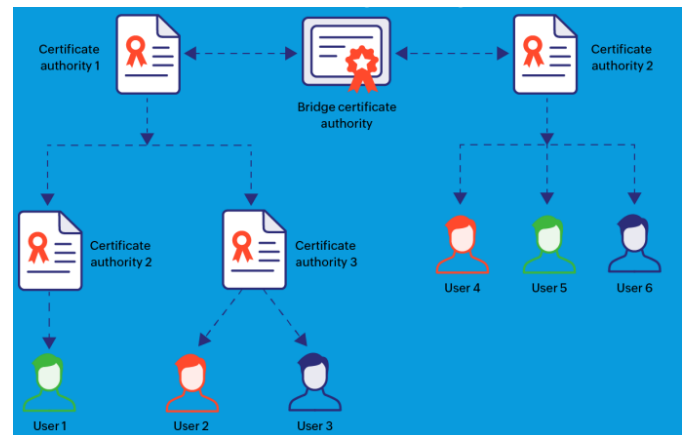 Certificate
authority 1
Bridge certificate
authority
Certificate
authority 2
Certificate
authority 2
Certificate
authority 3
User 4
User 5
User 6
User 1
User 2
User 3